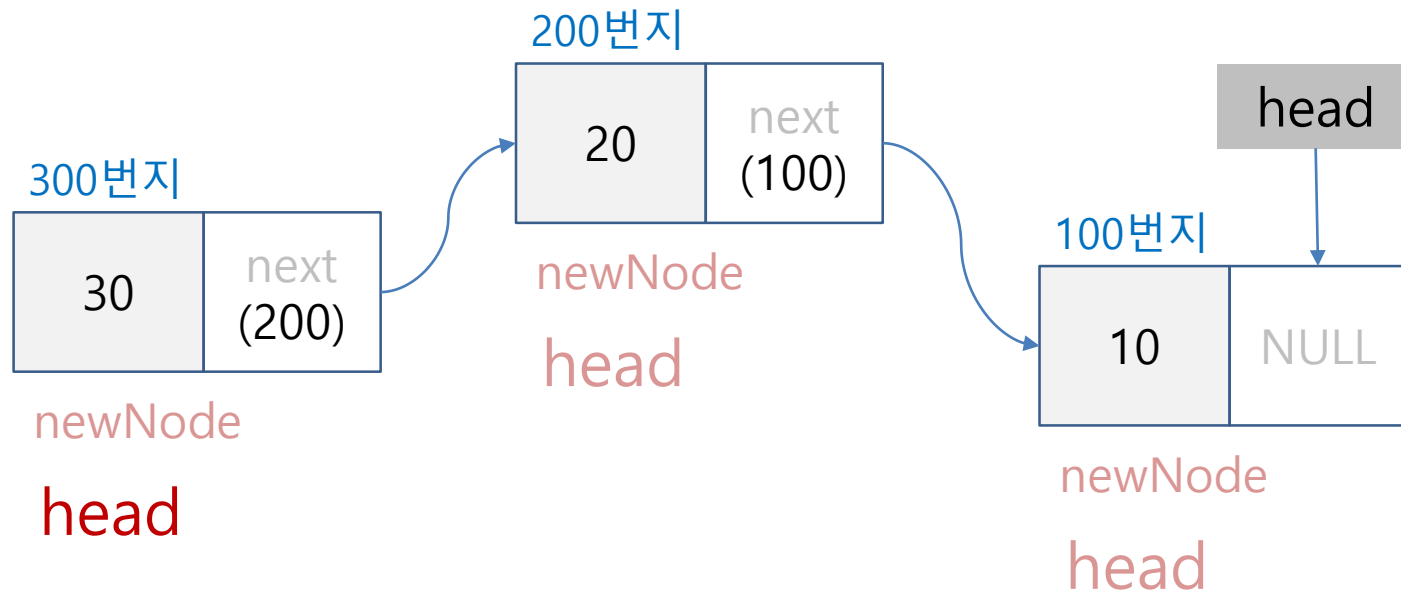 300번지
30
next
(200)
newNode
head
200번지
20
next
(100)
newNode
head
head
100번지
10
NULL
newNode
head